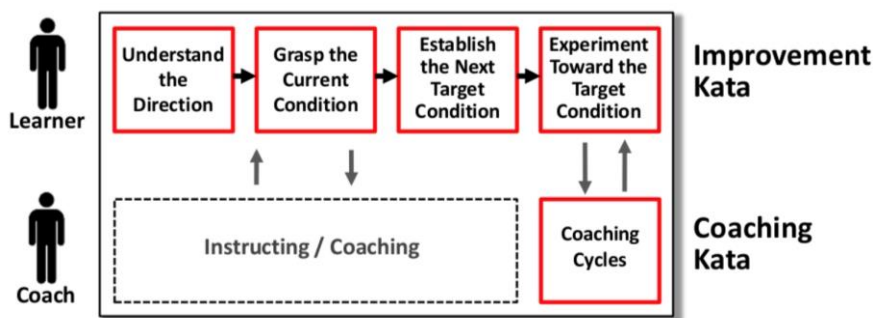 Understand
the
Direction
Grasp the
Current
Condition
Establish
the Next
Target
Condition
Experiment
Toward the
Target
Condition
Improvement
Kata
Learner
Instructing / Coaching
Coaching
Cycles
Coaching
Kata
Coach